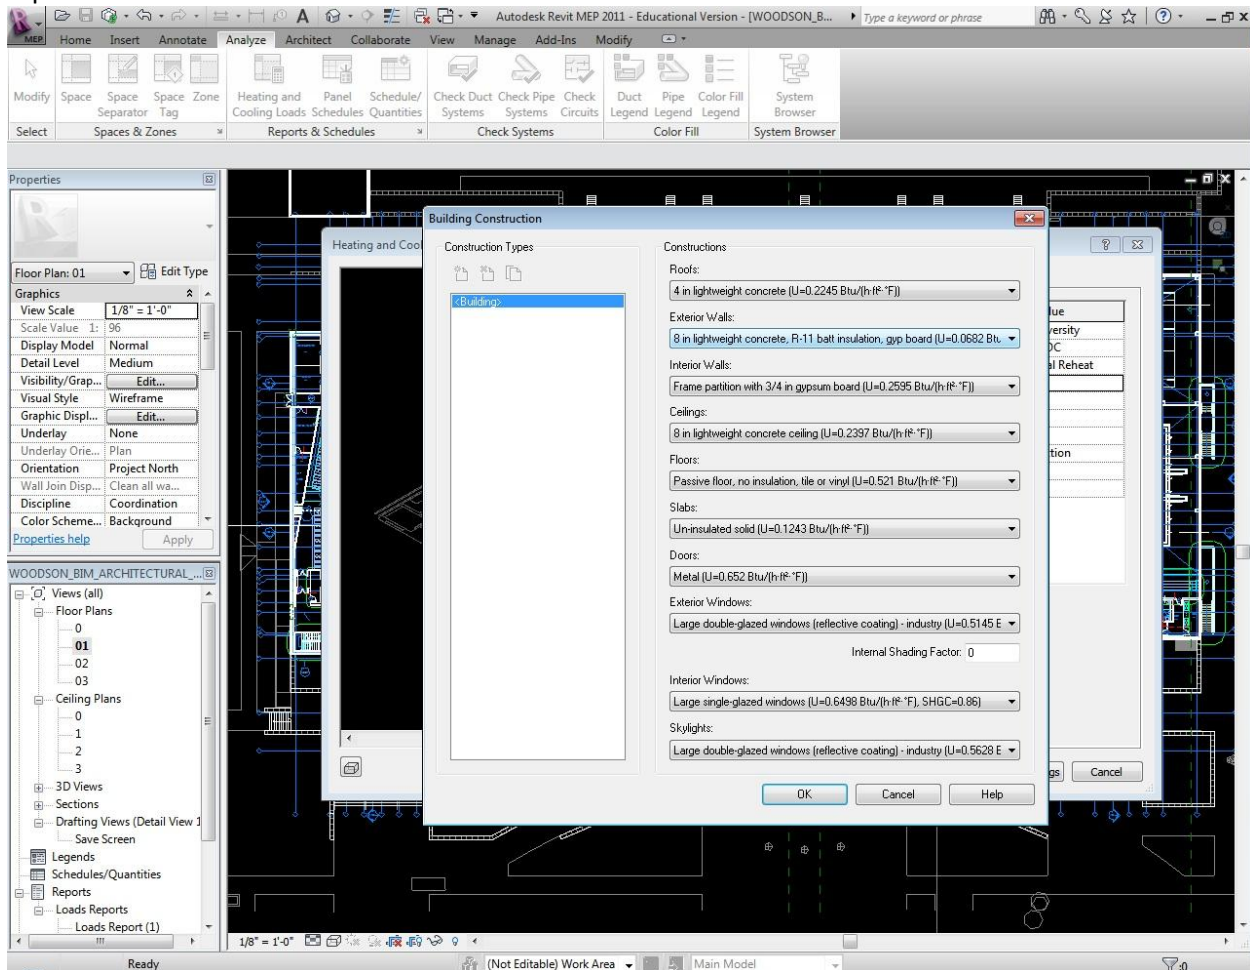 Autodesk Revit MEP 2011 - Educational Version - [WOODSON_B...
Type a keyword or phrase
MEP
Home Insert Annotate Analyze Architect Collaborate View Manage Add-Ins Modify
Modify Space Space Separator Space Tag Zone Heating and Cooling Loads Panel Schedules Schedule/Quantities Check Duct Systems Check Pipe Systems Check Circuits Duct Legend Pipe Legend Color Fill Legend System Browser
Select Spaces & Zones Reports & Schedules Check Systems Color Fill System Browser
Properties
Floor Plan: 01 Edit Type
Graphics
View Scale 1/8" = 1'-0"
Scale Value 1: 96
Display Model Normal
Detail Level Medium
Visibility/Grap... Edit...
Visual Style Wireframe
Graphic Displ... Edit...
Underlay None
Underlay Orie... Plan
Orientation Project North
Wall Join Disp... Clean all wa...
Discipline Coordination
Color Scheme... Background
Properties help Apply
WOODSON_BIM_ARCHITECTURAL_...
Views (all)
Floor Plans
0
01
02
03
Ceiling Plans
0
1
2
3
3D Views
Sections
Drafting Views (Detail View 1
Save Screen
Legends
Schedules/Quantities
Reports
Loads Reports
Loads Report (1)
Heating and Cool
Building Construction
Construction Types
<Building>
Constructions
Roofs:
4 in lightweight concrete (U=0.2245 Btu/(h·ft²·°F))
Exterior Walls:
8 in lightweight concrete, R-11 batt insulation, gyp board (U=0.0682 Btu
Interior Walls:
Frame partition with 3/4 in gypsum board (U=0.2595 Btu/(h·ft²·°F))
Ceilings:
8 in lightweight concrete ceiling (U=0.2397 Btu/(h·ft²·°F))
Floors:
Passive floor, no insulation, tile or vinyl (U=0.521 Btu/(h·ft²·°F))
Slabs:
Un-insulated solid (U=0.1243 Btu/(h·ft²·°F))
Doors:
Metal (U=0.652 Btu/(h·ft²·°F))
Exterior Windows:
Large double-glazed windows (reflective coating) - industry (U=0.5145 E
Internal Shading Factor: 0
Interior Windows:
Large single-glazed windows (U=0.6498 Btu/(h·ft²·°F), SHGC=0.86)
Skylights:
Large double-glazed windows (reflective coating) - industry (U=0.5628 E
OK Cancel Help
lue
versity
OC
al Reheat
tion
gs Cancel
1/8" = 1'-0"
Ready
(Not Editable) Work Area
Main Model
:0